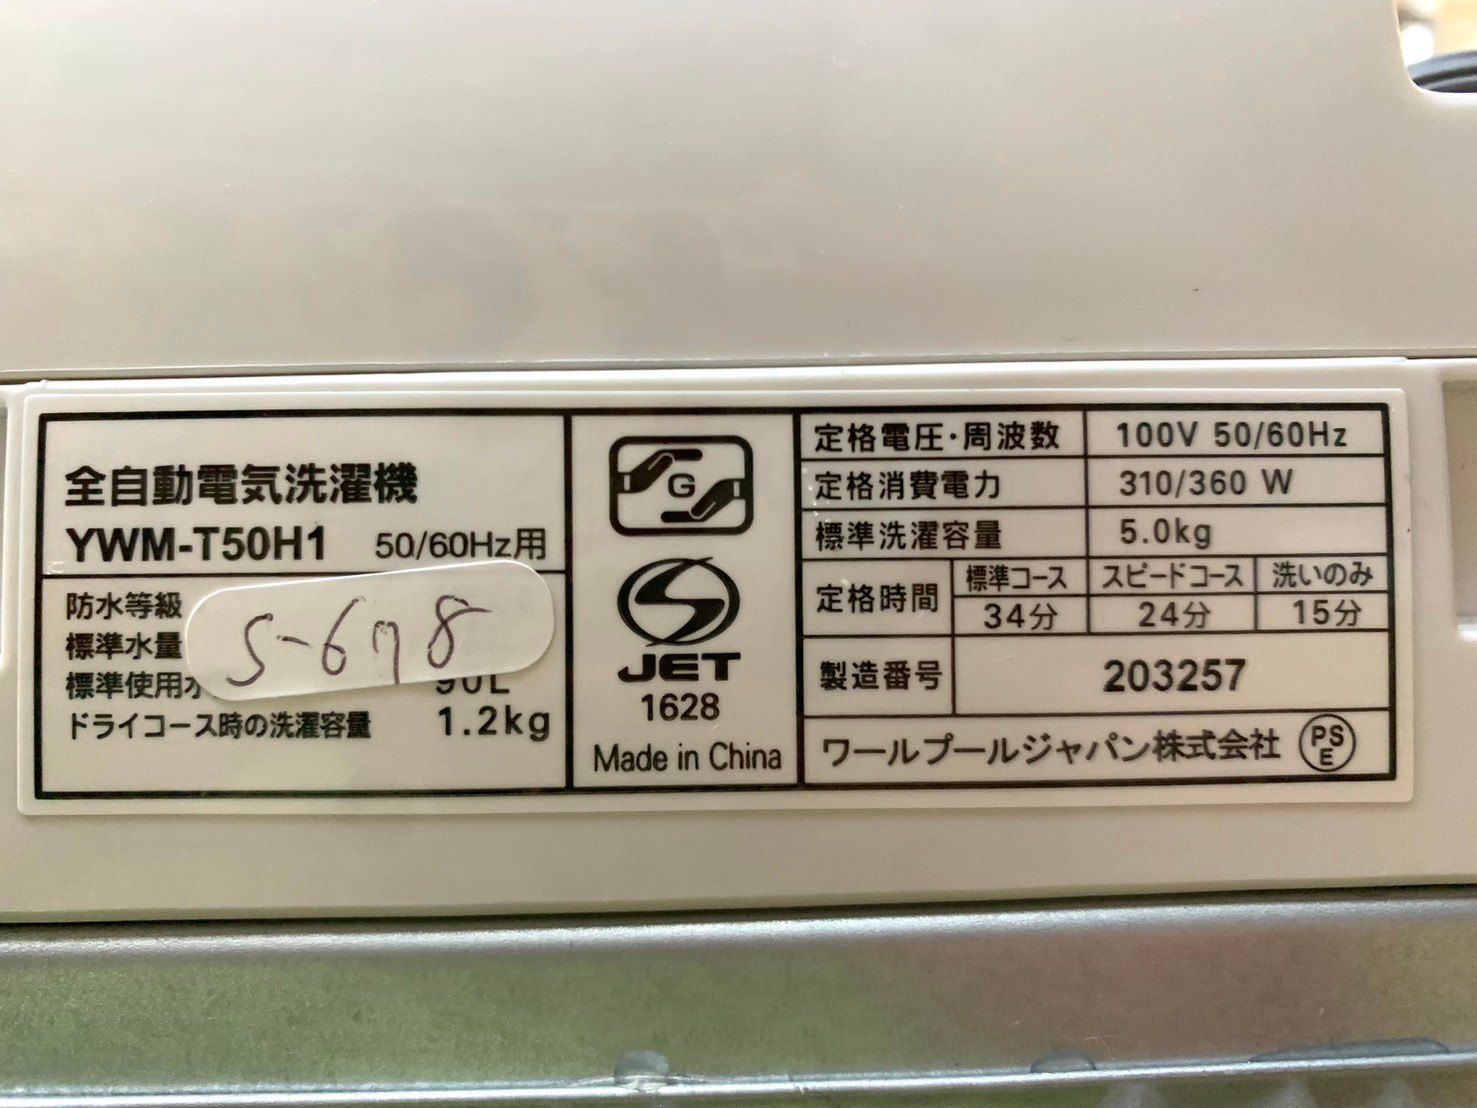 全自動電気洗濯機
YWM-T50H1 50/60Hz用
防水等級
標準水量
標準使用水
90L
ドライコース時の洗濯容量 1.2kg
S-678
G
JET
1628
Made in China
定格電圧・周波数 100V 50/60Hz
定格消費電力 310/360 W
標準洗濯容量 5.0kg
定格時間 標準コース スピードコース 洗いのみ
34分 24分 15分
製造番号 203257
ワールプールジャパン株式会社 PSE